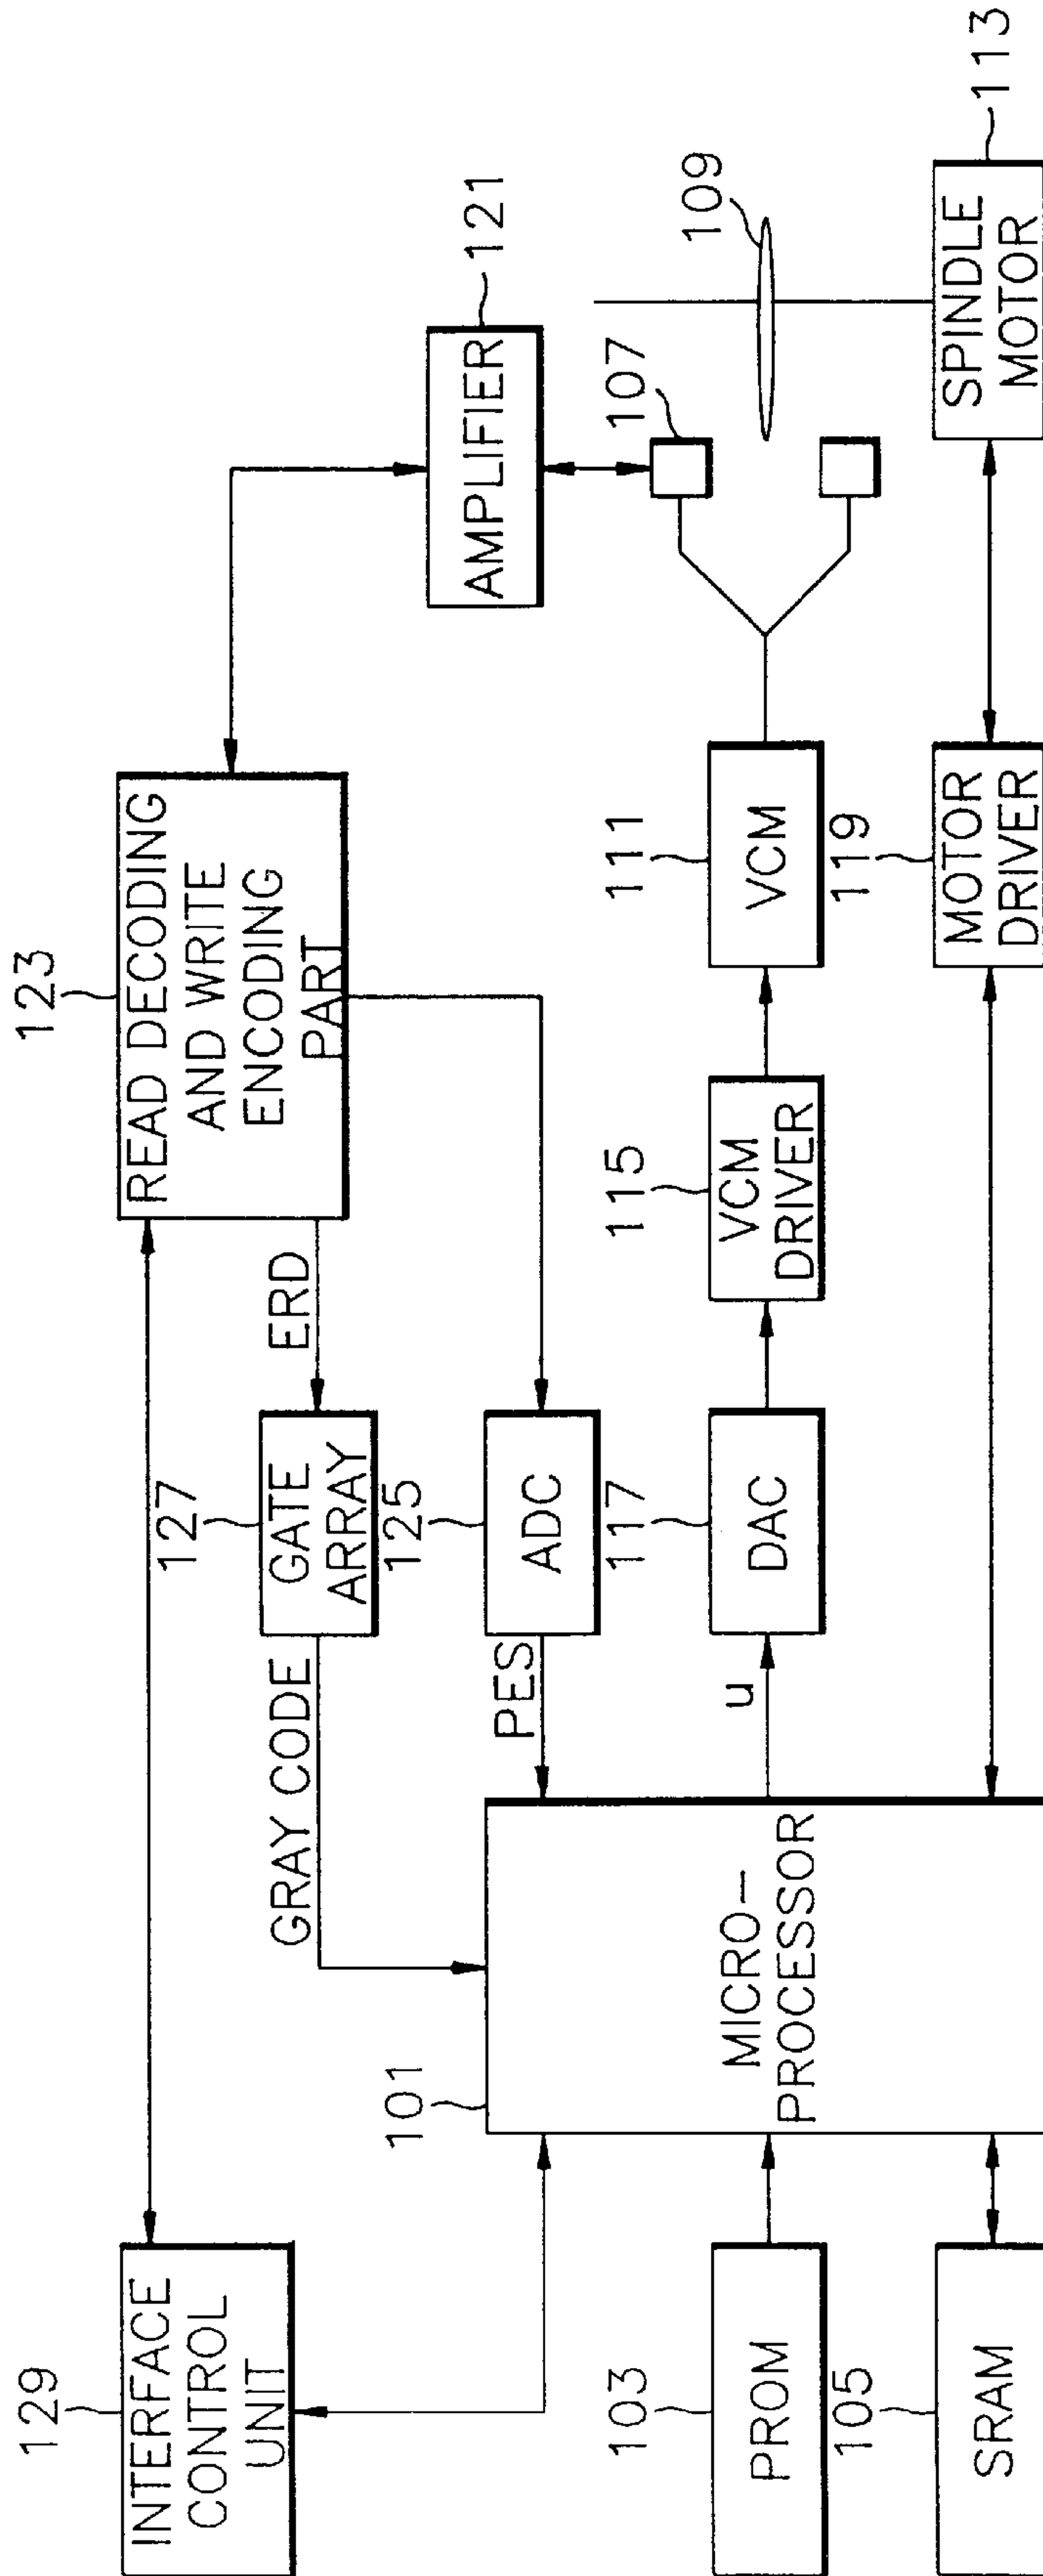 129
INTERFACE
CONTROL
UNIT
123
READ DECODING
AND WRITE
ENCODING
PART
127
GATE
ARRAY
GRAY CODE
ERD
121
AMPLIFIER
101
MICRO–
PROCESSOR
125
ADC
PES
103
PROM
117
DAC
u
115
VCM
DRIVER
111
VCM
107
109
105
SRAM
119
MOTOR
DRIVER
SPINDLE
MOTOR
113